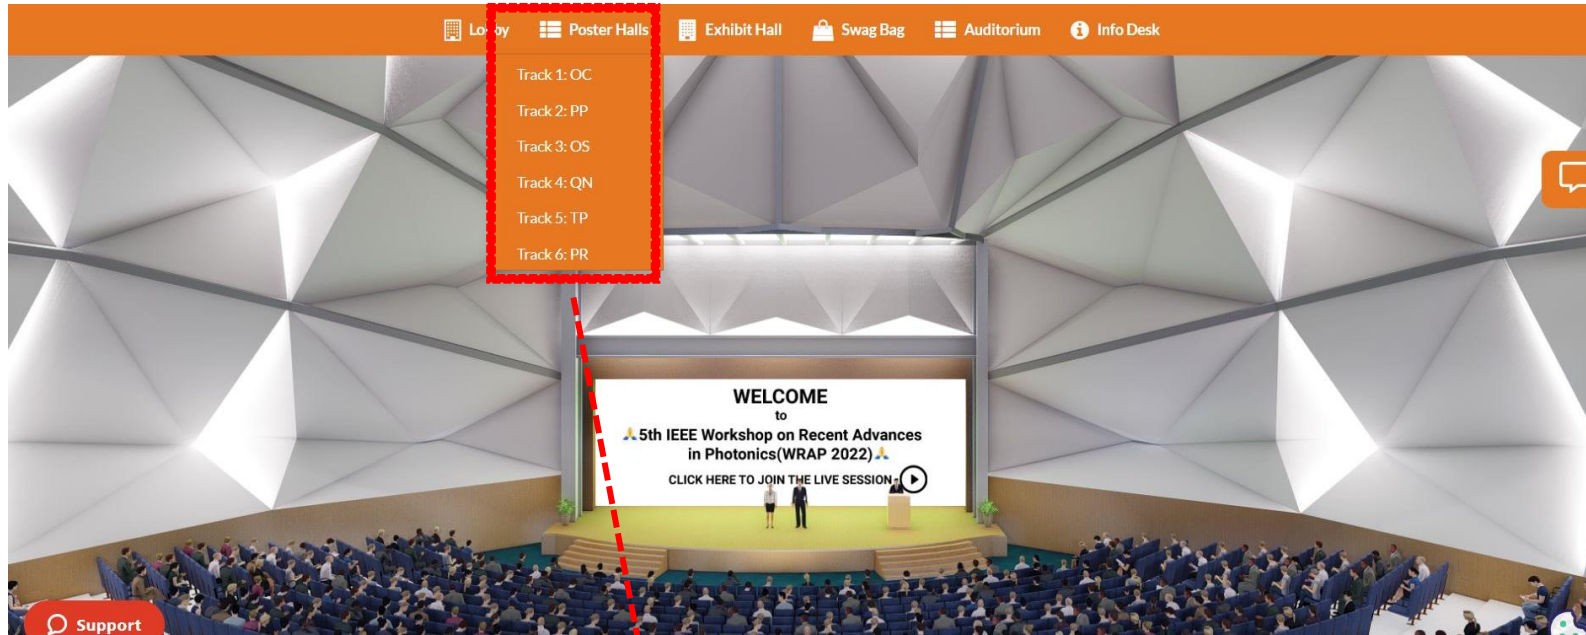 Lobby Poster Halls Exhibit Hall Swag Bag Auditorium Info Desk
Track 1: OC
Track 2: PP
Track 3: OS
Track 4: QN
Track 5: TP
Track 6: PR
WELCOME
to
🙏5th IEEE Workshop on Recent Advances
in Photonics(WRAP 2022)🙏
CLICK HERE TO JOIN THE LIVE SESSION
Support